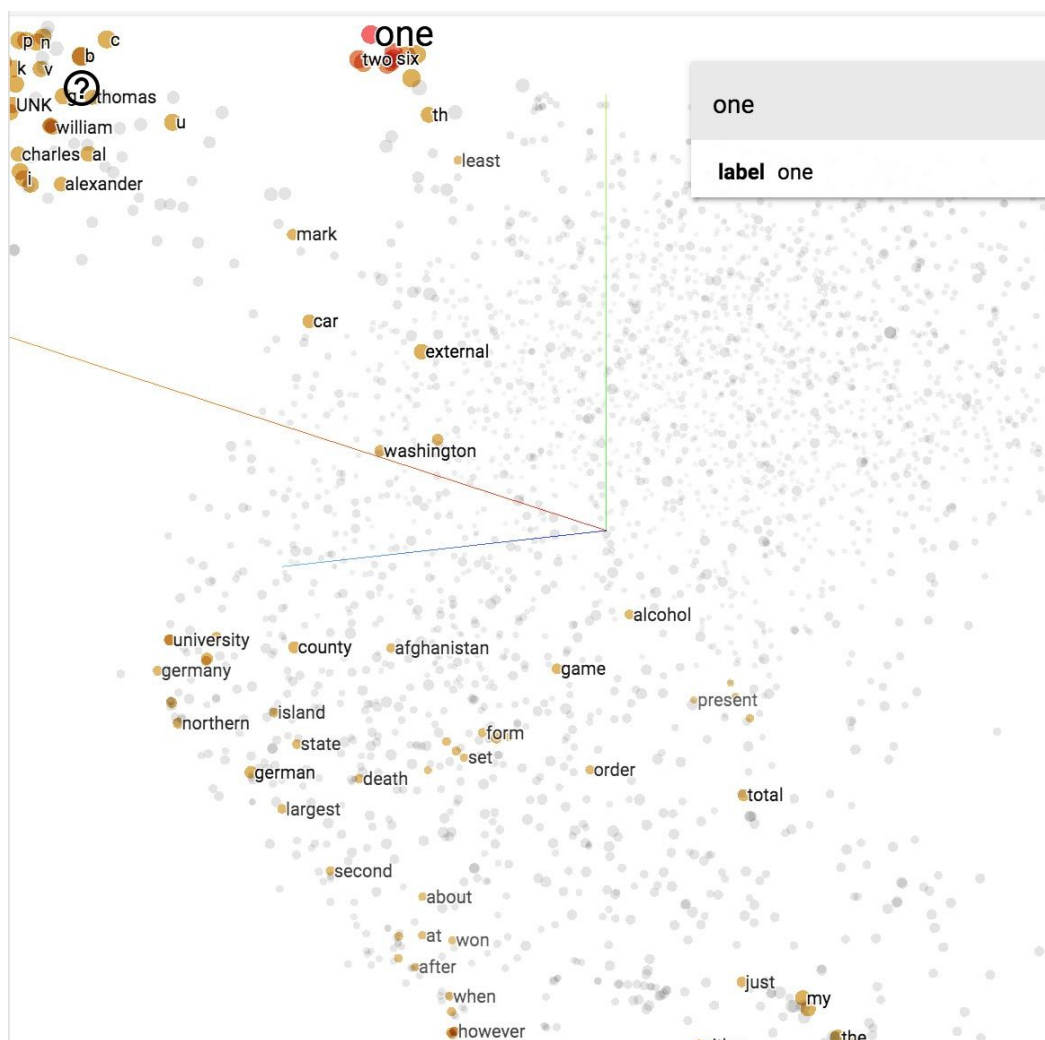 one
p n c
b
k v
?
g thomas
UNK
william u
charles al
i alexander
two six
th
least
one
label one
mark
car
external
washington
alcohol
university county afghanistan
germany game
present
northern island
state form
set
german death order
largest total
second
about
at won
after
when just
my
however the